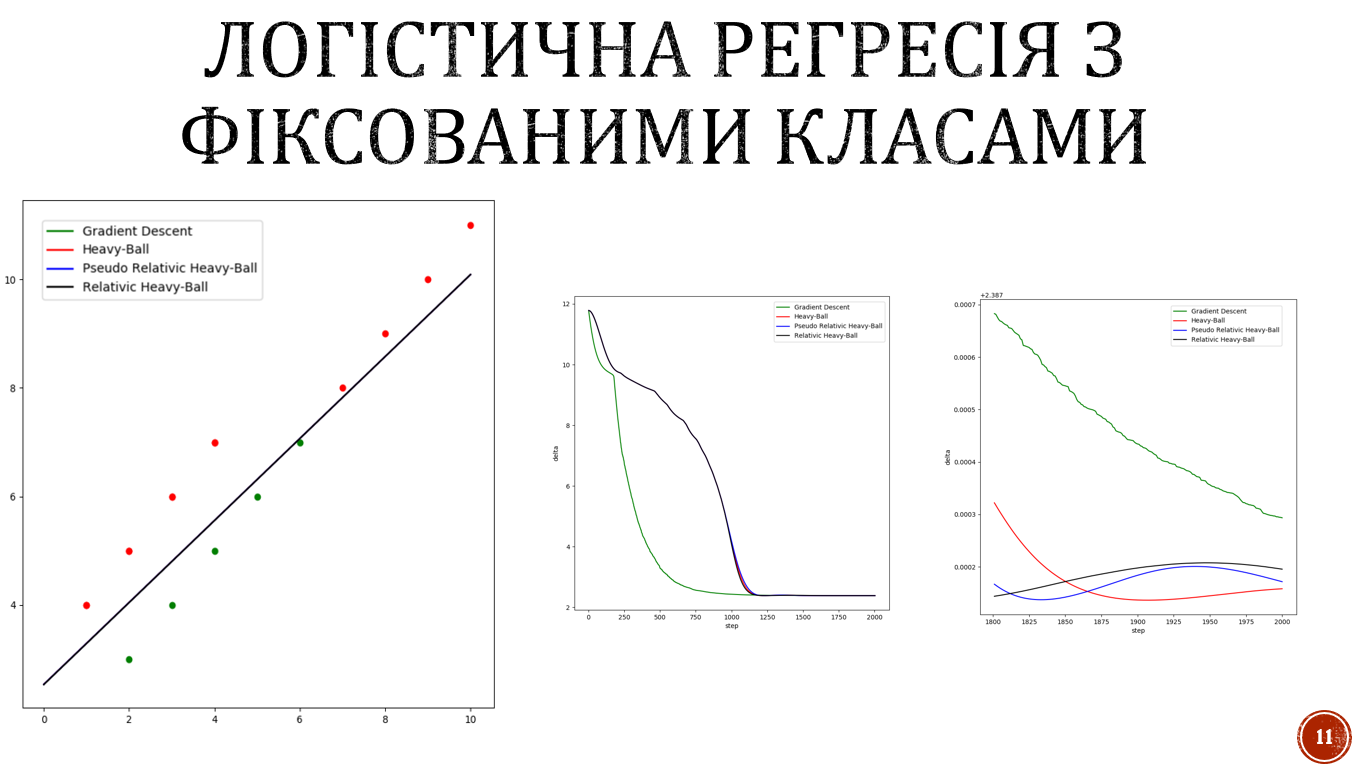 ЛОГІСТИЧНА РЕГРЕСІЯ З
ФІКСОВАНИМИ КЛАСАМИ
Gradient Descent
Heavy-Ball
Pseudo Relativic Heavy-Ball
Relativic Heavy-Ball
10
8
6
4
0 2 4 6 8 10
Gradient Descent
Heavy-Ball
Pseudo Relativic Heavy-Ball
Relativic Heavy-Ball
12
10
8
6
4
2
delta
0 250 500 750 1000 1250 1500 1750 2000
step
+2.387
Gradient Descent
Heavy-Ball
Pseudo Relativic Heavy-Ball
Relativic Heavy-Ball
0.0007
0.0006
0.0005
0.0004
0.0003
0.0002
delta
1800 1825 1850 1875 1900 1925 1950 1975 2000
step
11